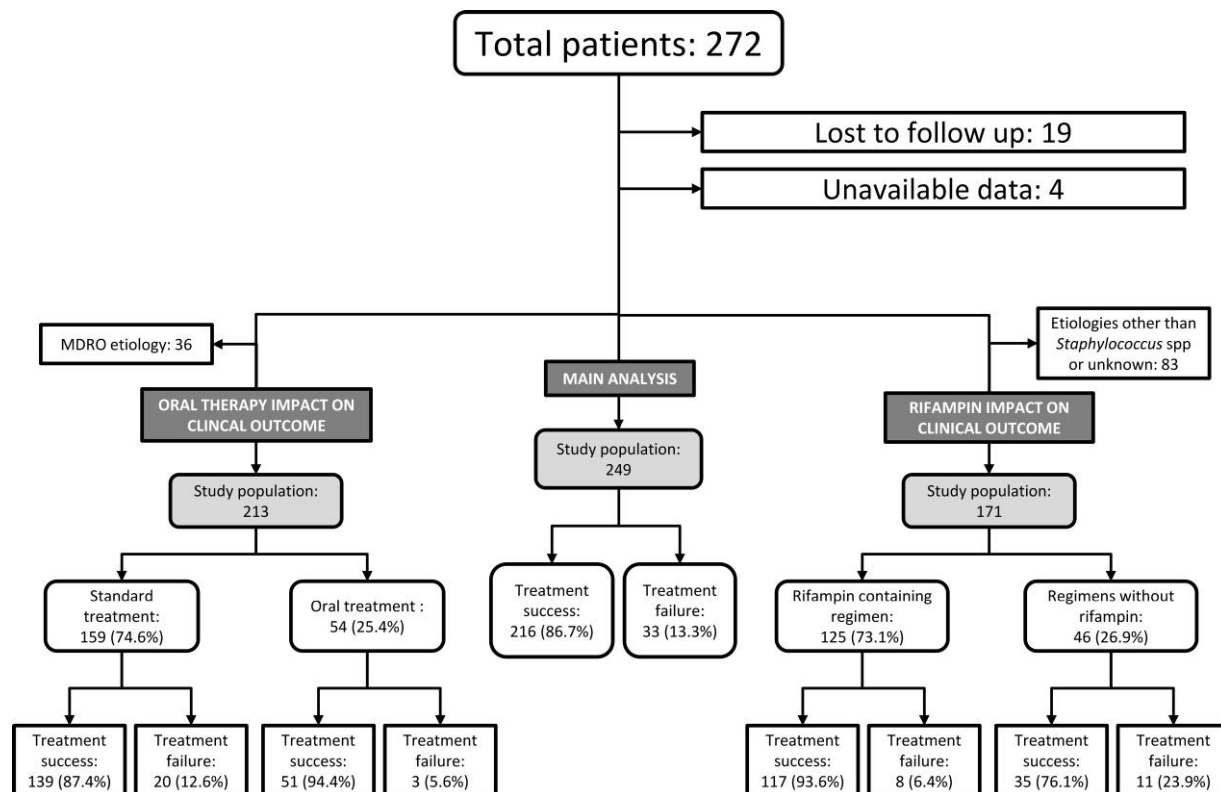 Total patients: 272
Lost to follow up: 19
Unavailable data: 4
MDRO etiology: 36
Etiologies other than
Staphylococcus spp
or unknown: 83
MAIN ANALYSIS
ORAL THERAPY IMPACT ON
CLINCAL OUTCOME
RIFAMPIN IMPACT ON
CLINICAL OUTCOME
Study population:
249
Study population:
213
Study population:
171
Standard
treatment:
159 (74.6%)
Oral treatment :
54 (25.4%)
Treatment
success:
216 (86.7%)
Treatment
failure:
33 (13.3%)
Rifampin containing
regimen:
125 (73.1%)
Regimens without
rifampin:
46 (26.9%)
Treatment
success:
139 (87.4%)
Treatment
failure:
20 (12.6%)
Treatment
success:
51 (94.4%)
Treatment
failure:
3 (5.6%)
Treatment
success:
117 (93.6%)
Treatment
failure:
8 (6.4%)
Treatment
success:
35 (76.1%)
Treatment
failure:
11 (23.9%)